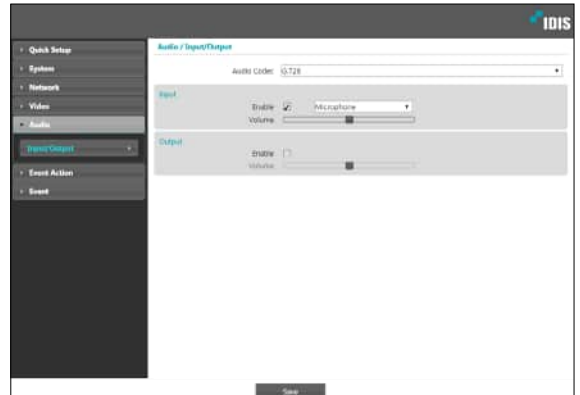 IDIS
Quick Setup
System
Network
Video
Audio
Input/Output
Event Action
Event
Audio / Input/Output
Audio Codec G.726
Input
Enable Microphone
Volume
Output
Enable
Volume
Save